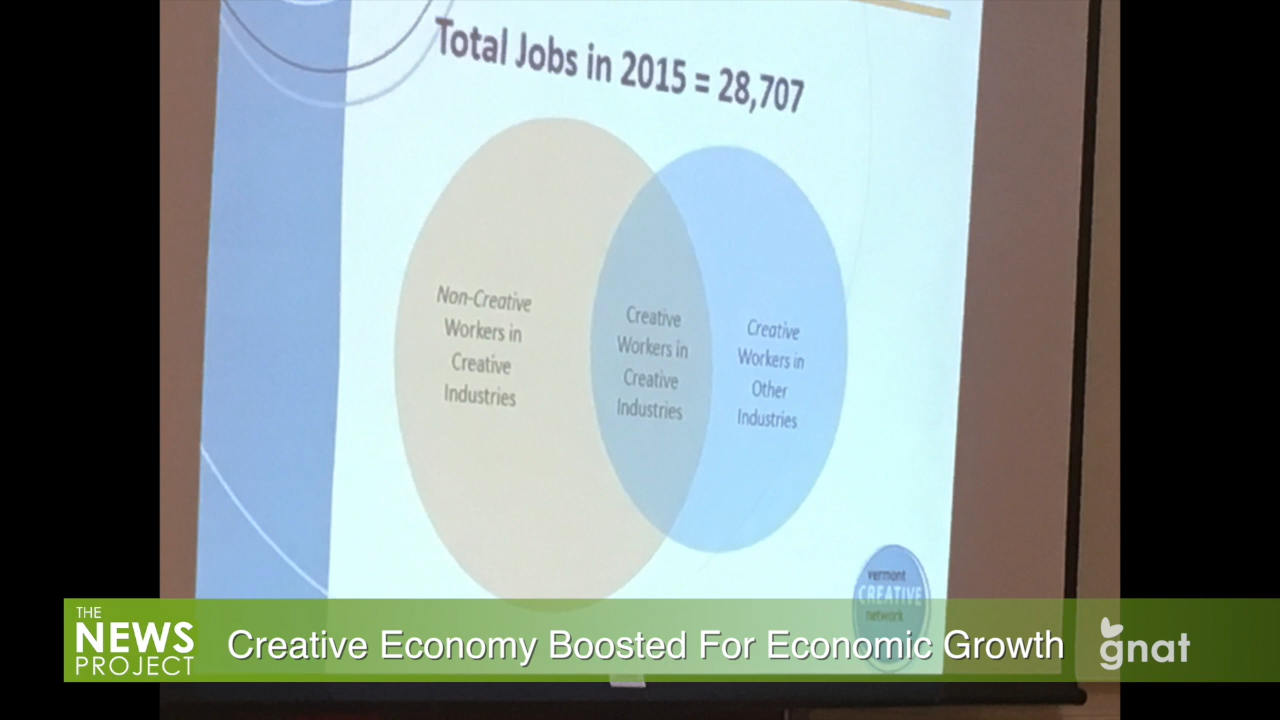 Total Jobs in 2015 = 28,707
Non-Creative
Workers in
Creative
Industries
Creative
Workers in
Creative
Industries
Creative
Workers in
Other
Industries
vermont
CREATIVE
network
THE
NEWS
PROJECT
Creative Economy Boosted For Economic Growth
gnat